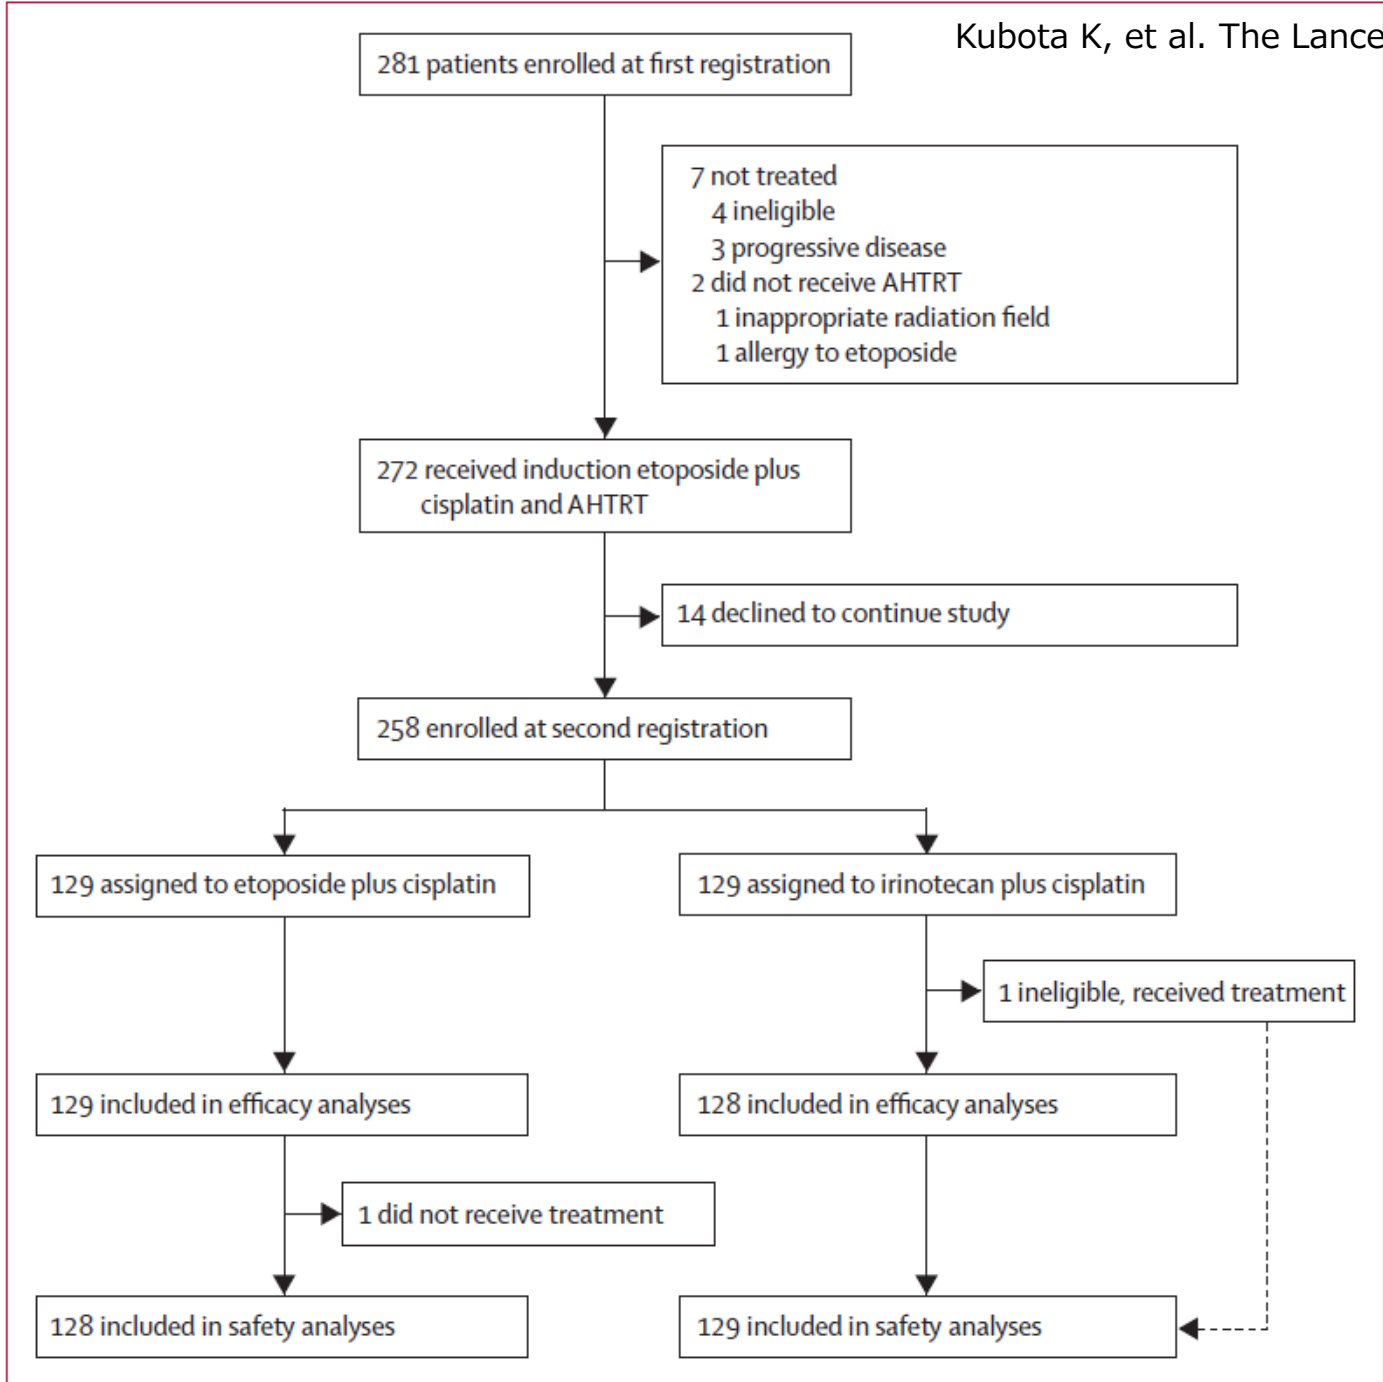 Kubota K, et al. The Lance
281 patients enrolled at first registration
7 not treated
4 ineligible
3 progressive disease
2 did not receive AHTRT
1 inappropriate radiation field
1 allergy to etoposide
272 received induction etoposide plus
cisplatin and AHTRT
14 declined to continue study
258 enrolled at second registration
129 assigned to etoposide plus cisplatin
129 assigned to irinotecan plus cisplatin
1 ineligible, received treatment
129 included in efficacy analyses
128 included in efficacy analyses
1 did not receive treatment
128 included in safety analyses
129 included in safety analyses